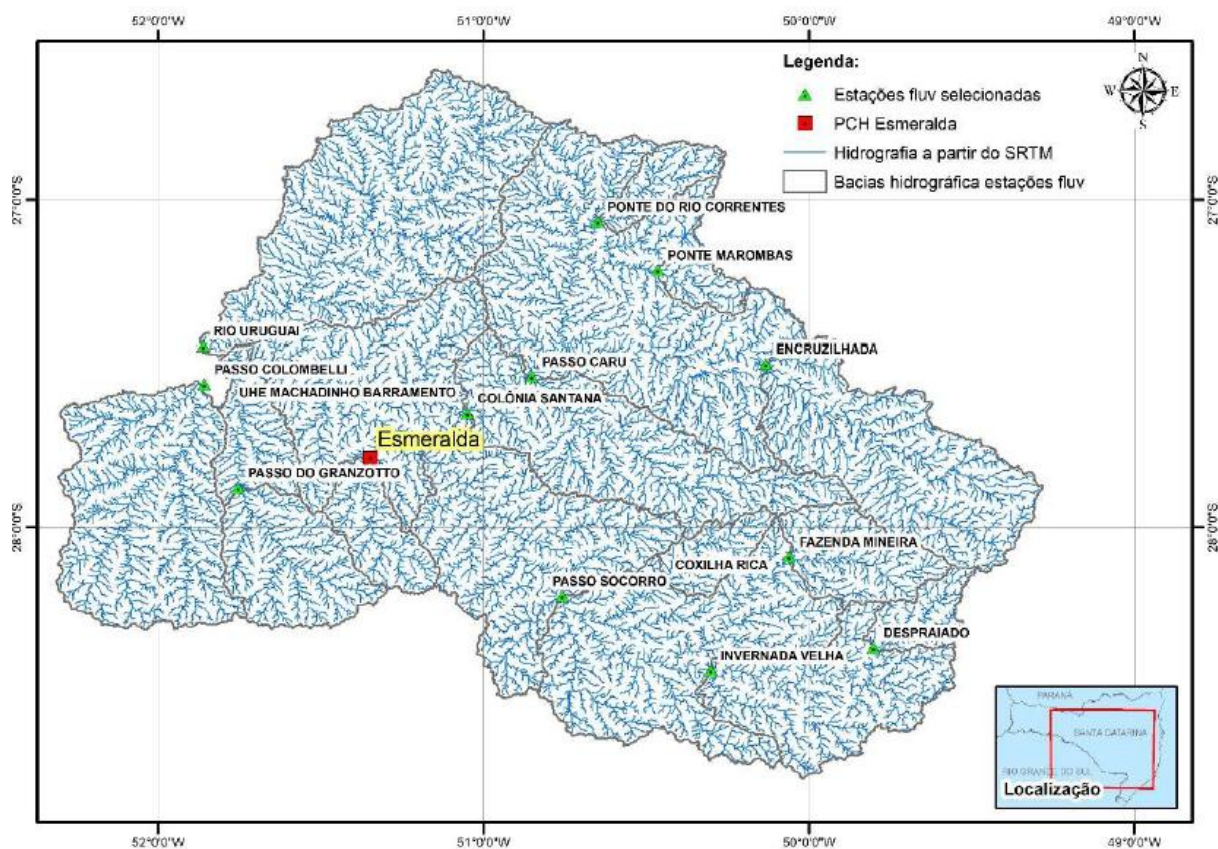 52°0'0"W 51°0'0"W 50°0'0"W 49°0'0"W
Legenda:
Estações fluv selecionadas
PCH Esmeralda
Hidrografia a partir do SRTM
Bacias hidrográfica estações fluv
N
W E
S
27°0'0"S 27°0'0"S
PONTE DO RIO CORRENTES
PONTE MAROMBAS
RIO URUGUAI
ENCRUZILHADA
PASSO CARU
PASSO COLOMBELLI
UHE MACHADINHO BARRAMENTO
COLÔNIA SANTANA
Esmeralda
PASSO DO GRANZOTTO
28°0'0"S 28°0'0"S
FAZENDA MINEIRA
COXILHA RICA
PASSO SOCORRO
DESPRAIADO
INVERNADA VELHA
PARANÁ
SANTA CATARINA
RIO GRANDE DO SUL
Localização
52°0'0"W 51°0'0"W 50°0'0"W 49°0'0"W